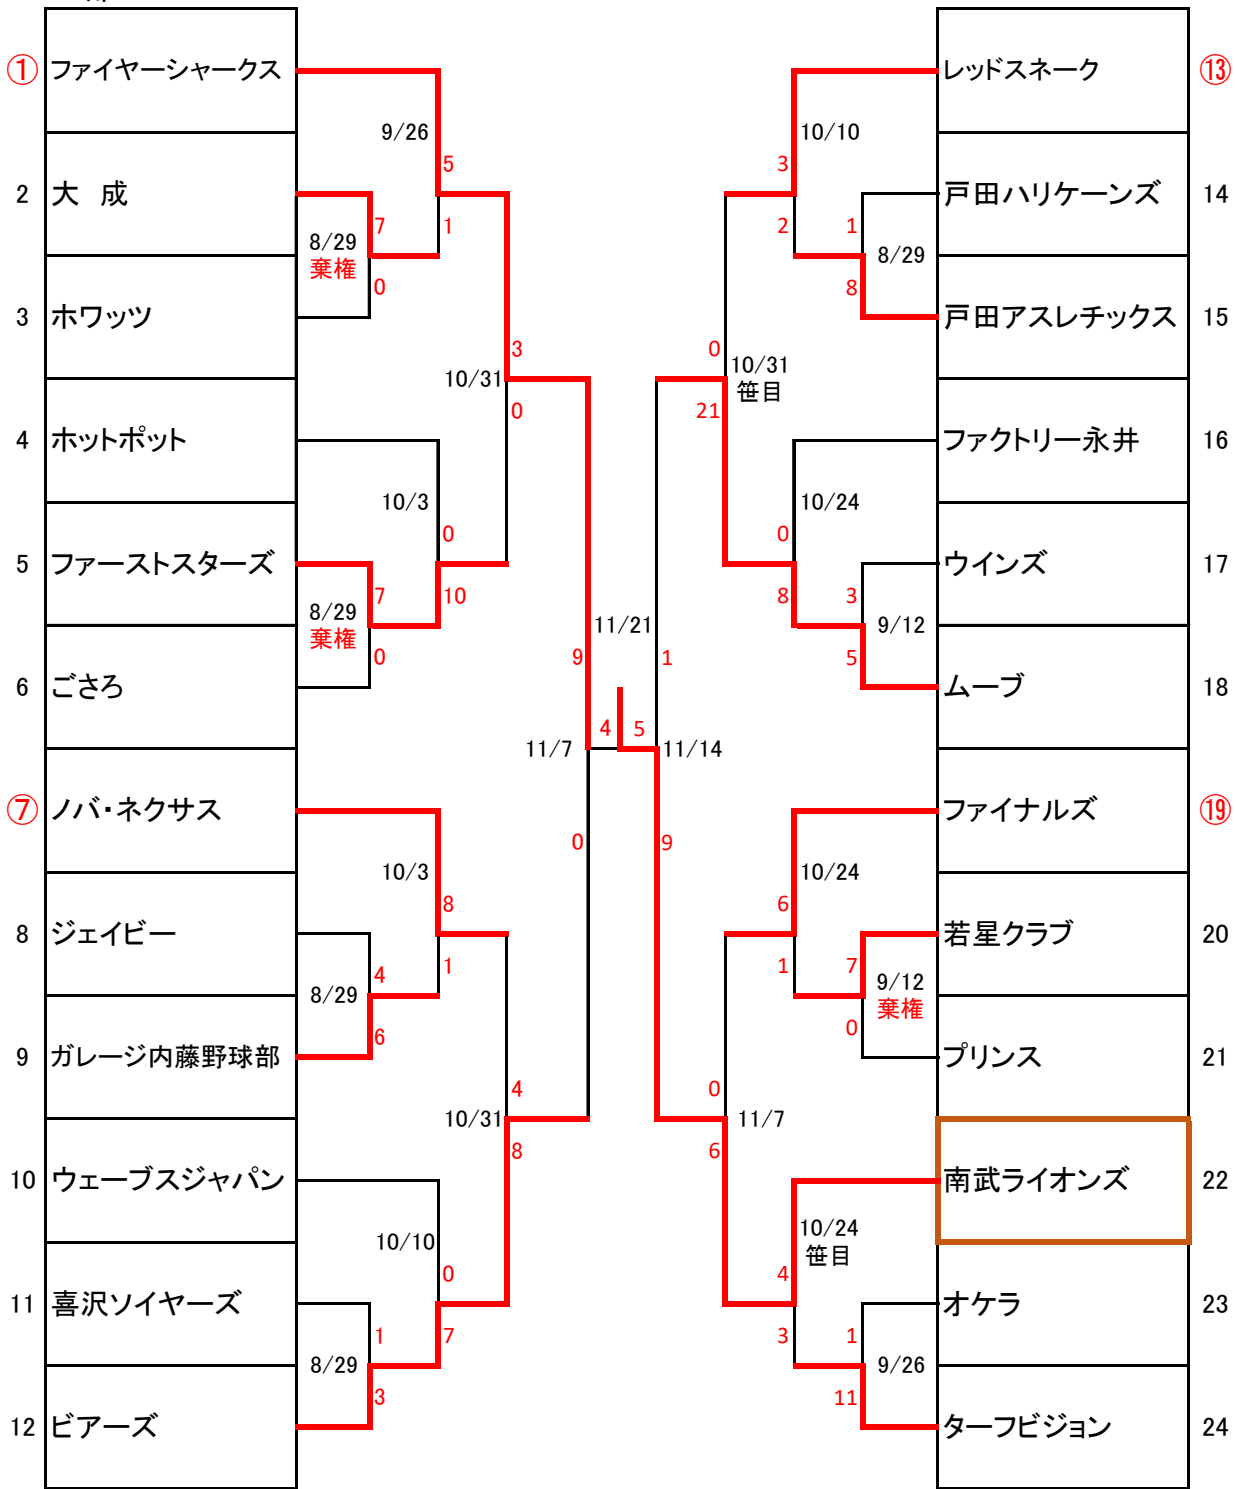 ① ファイヤーシャークス
2 大 成
3 ホワッツ
4 ホットポット
5 ファーストスターズ
6 ごさろ
⑦ ノバ・ネクサス
8 ジェイビー
9 ガレージ内藤野球部
10 ウェーブスジャパン
11 喜沢ソイヤーズ
12 ビアーズ
9/26
5
1
8/29
棄権
7
0
10/31
3
0
10/3
0
10
8/29
棄権
7
0
11/7
9
0
10/3
8
1
8/29
4
6
10/31
4
8
10/10
0
7
8/29
1
3
11/21
4 5
11/14
1
9
10/10
3
2
8/29
1
8
10/31
笹目
0
21
10/24
0
8
9/12
3
5
10/24
6
1
9/12
棄権
7
0
11/7
0
6
10/24
笹目
4
3
9/26
1
11
レッドスネーク ⑬
戸田ハリケーンズ 14
戸田アスレチックス 15
ファクトリー永井 16
ウインズ 17
ムーブ 18
ファイナルズ ⑲
若星クラブ 20
プリンス 21
南武ライオンズ 22
オケラ 23
ターフビジョン 24